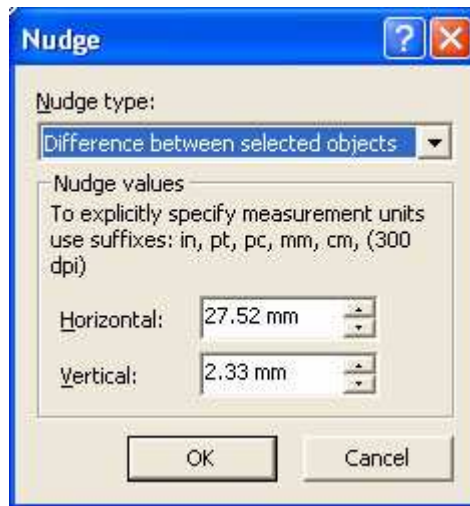 Nudge
Nudge type:
Difference between selected objects
Nudge values
To explicitly specify measurement units
use suffixes: in, pt, pc, mm, cm, (300
dpi)
Horizontal: 27.52 mm
Vertical: 2.33 mm
OK Cancel